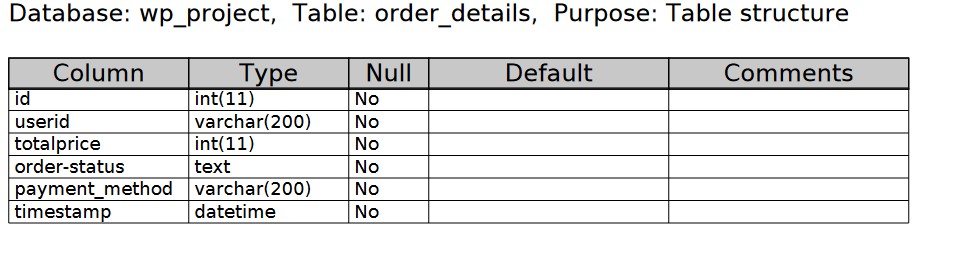 Database: wp_project, Table: order_details, Purpose: Table structure
Column Type Null Default Comments
id int(11) No
userid varchar(200) No
totalprice int(11) No
order-status text No
payment_method varchar(200) No
timestamp datetime No